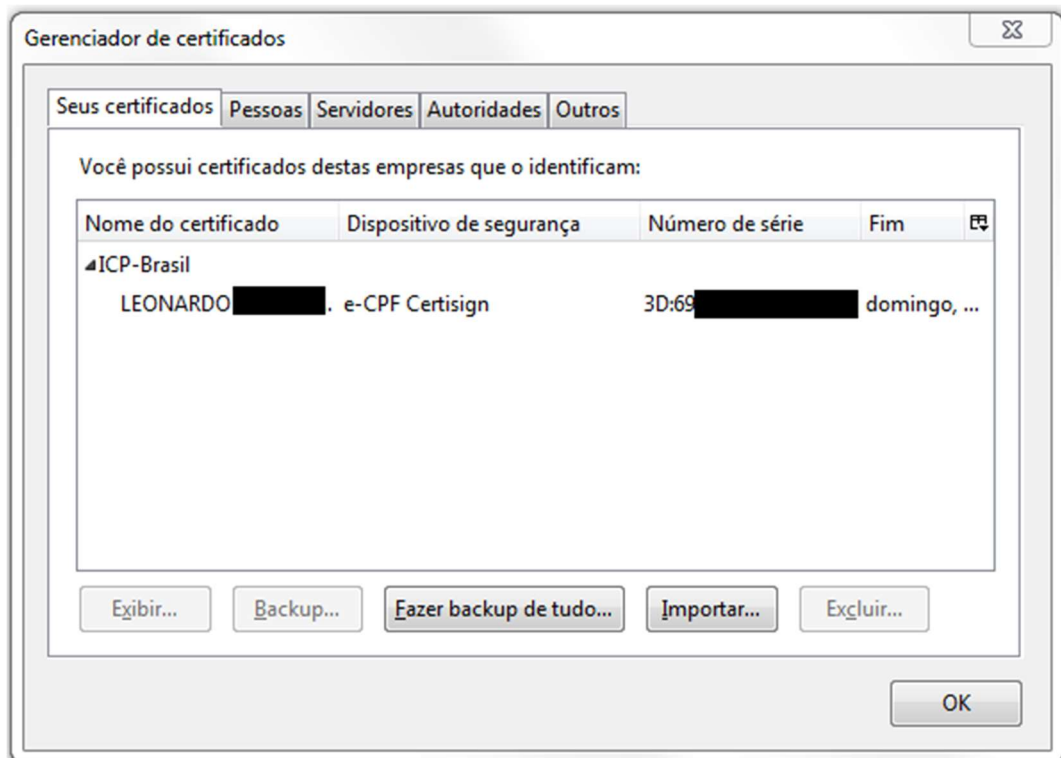 Gerenciador de certificados
Seus certificados Pessoas Servidores Autoridades Outros
Você possui certificados destas empresas que o identificam:
Nome do certificado Dispositivo de segurança Número de série Fim
ICP-Brasil
LEONARDO . e-CPF Certisign 3D:69 domingo, ...
Exibir... Backup... Fazer backup de tudo... Importar... Excluir...
OK